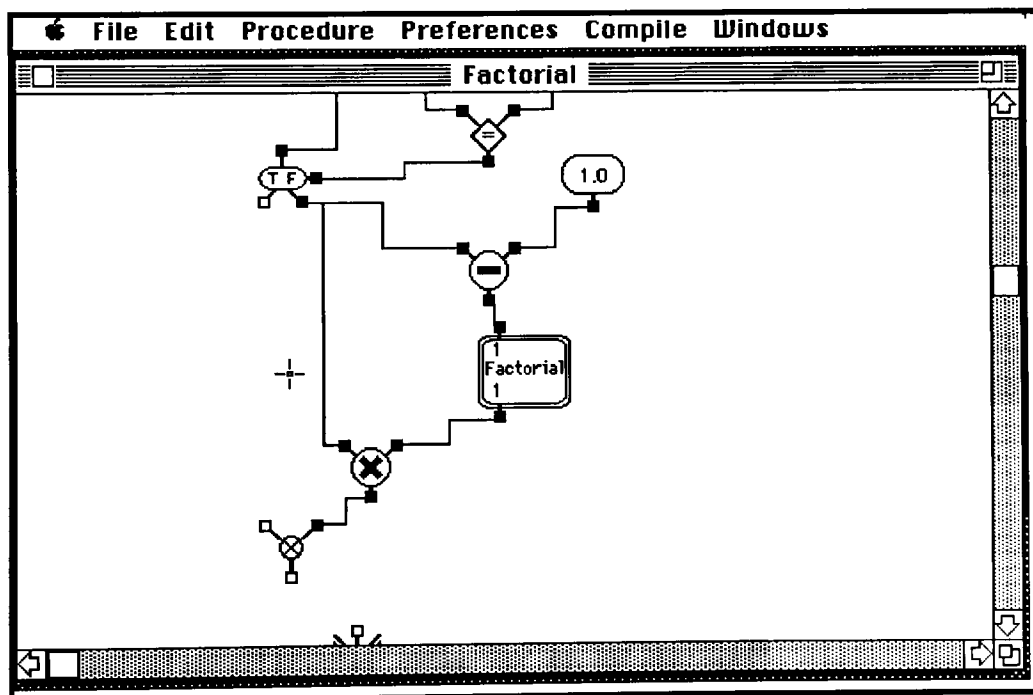 File Edit Procedure Preferences Compile Windows
Factorial
=
T F
1.0
1
Factorial
1